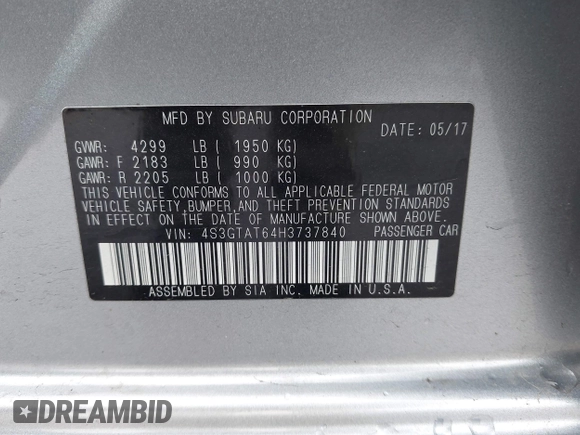 MFD BY SUBARU CORPORATION
DATE: 05/17
GVWR: 4299 LB ( 1950 KG)
GAWR: F 2183 LB ( 990 KG)
GAWR: R 2205 LB ( 1000 KG)
THIS VEHICLE CONFORMS TO ALL APPLICABLE FEDERAL MOTOR
VEHICLE SAFETY, BUMPER, AND THEFT PREVENTION STANDARDS
IN EFFECT ON THE DATE OF MANUFACTURE SHOWN ABOVE.
VIN: 4S3GTAT64H3737840 PASSENGER CAR
ASSEMBLED BY SIA INC. MADE IN U.S.A.
DREAMBID